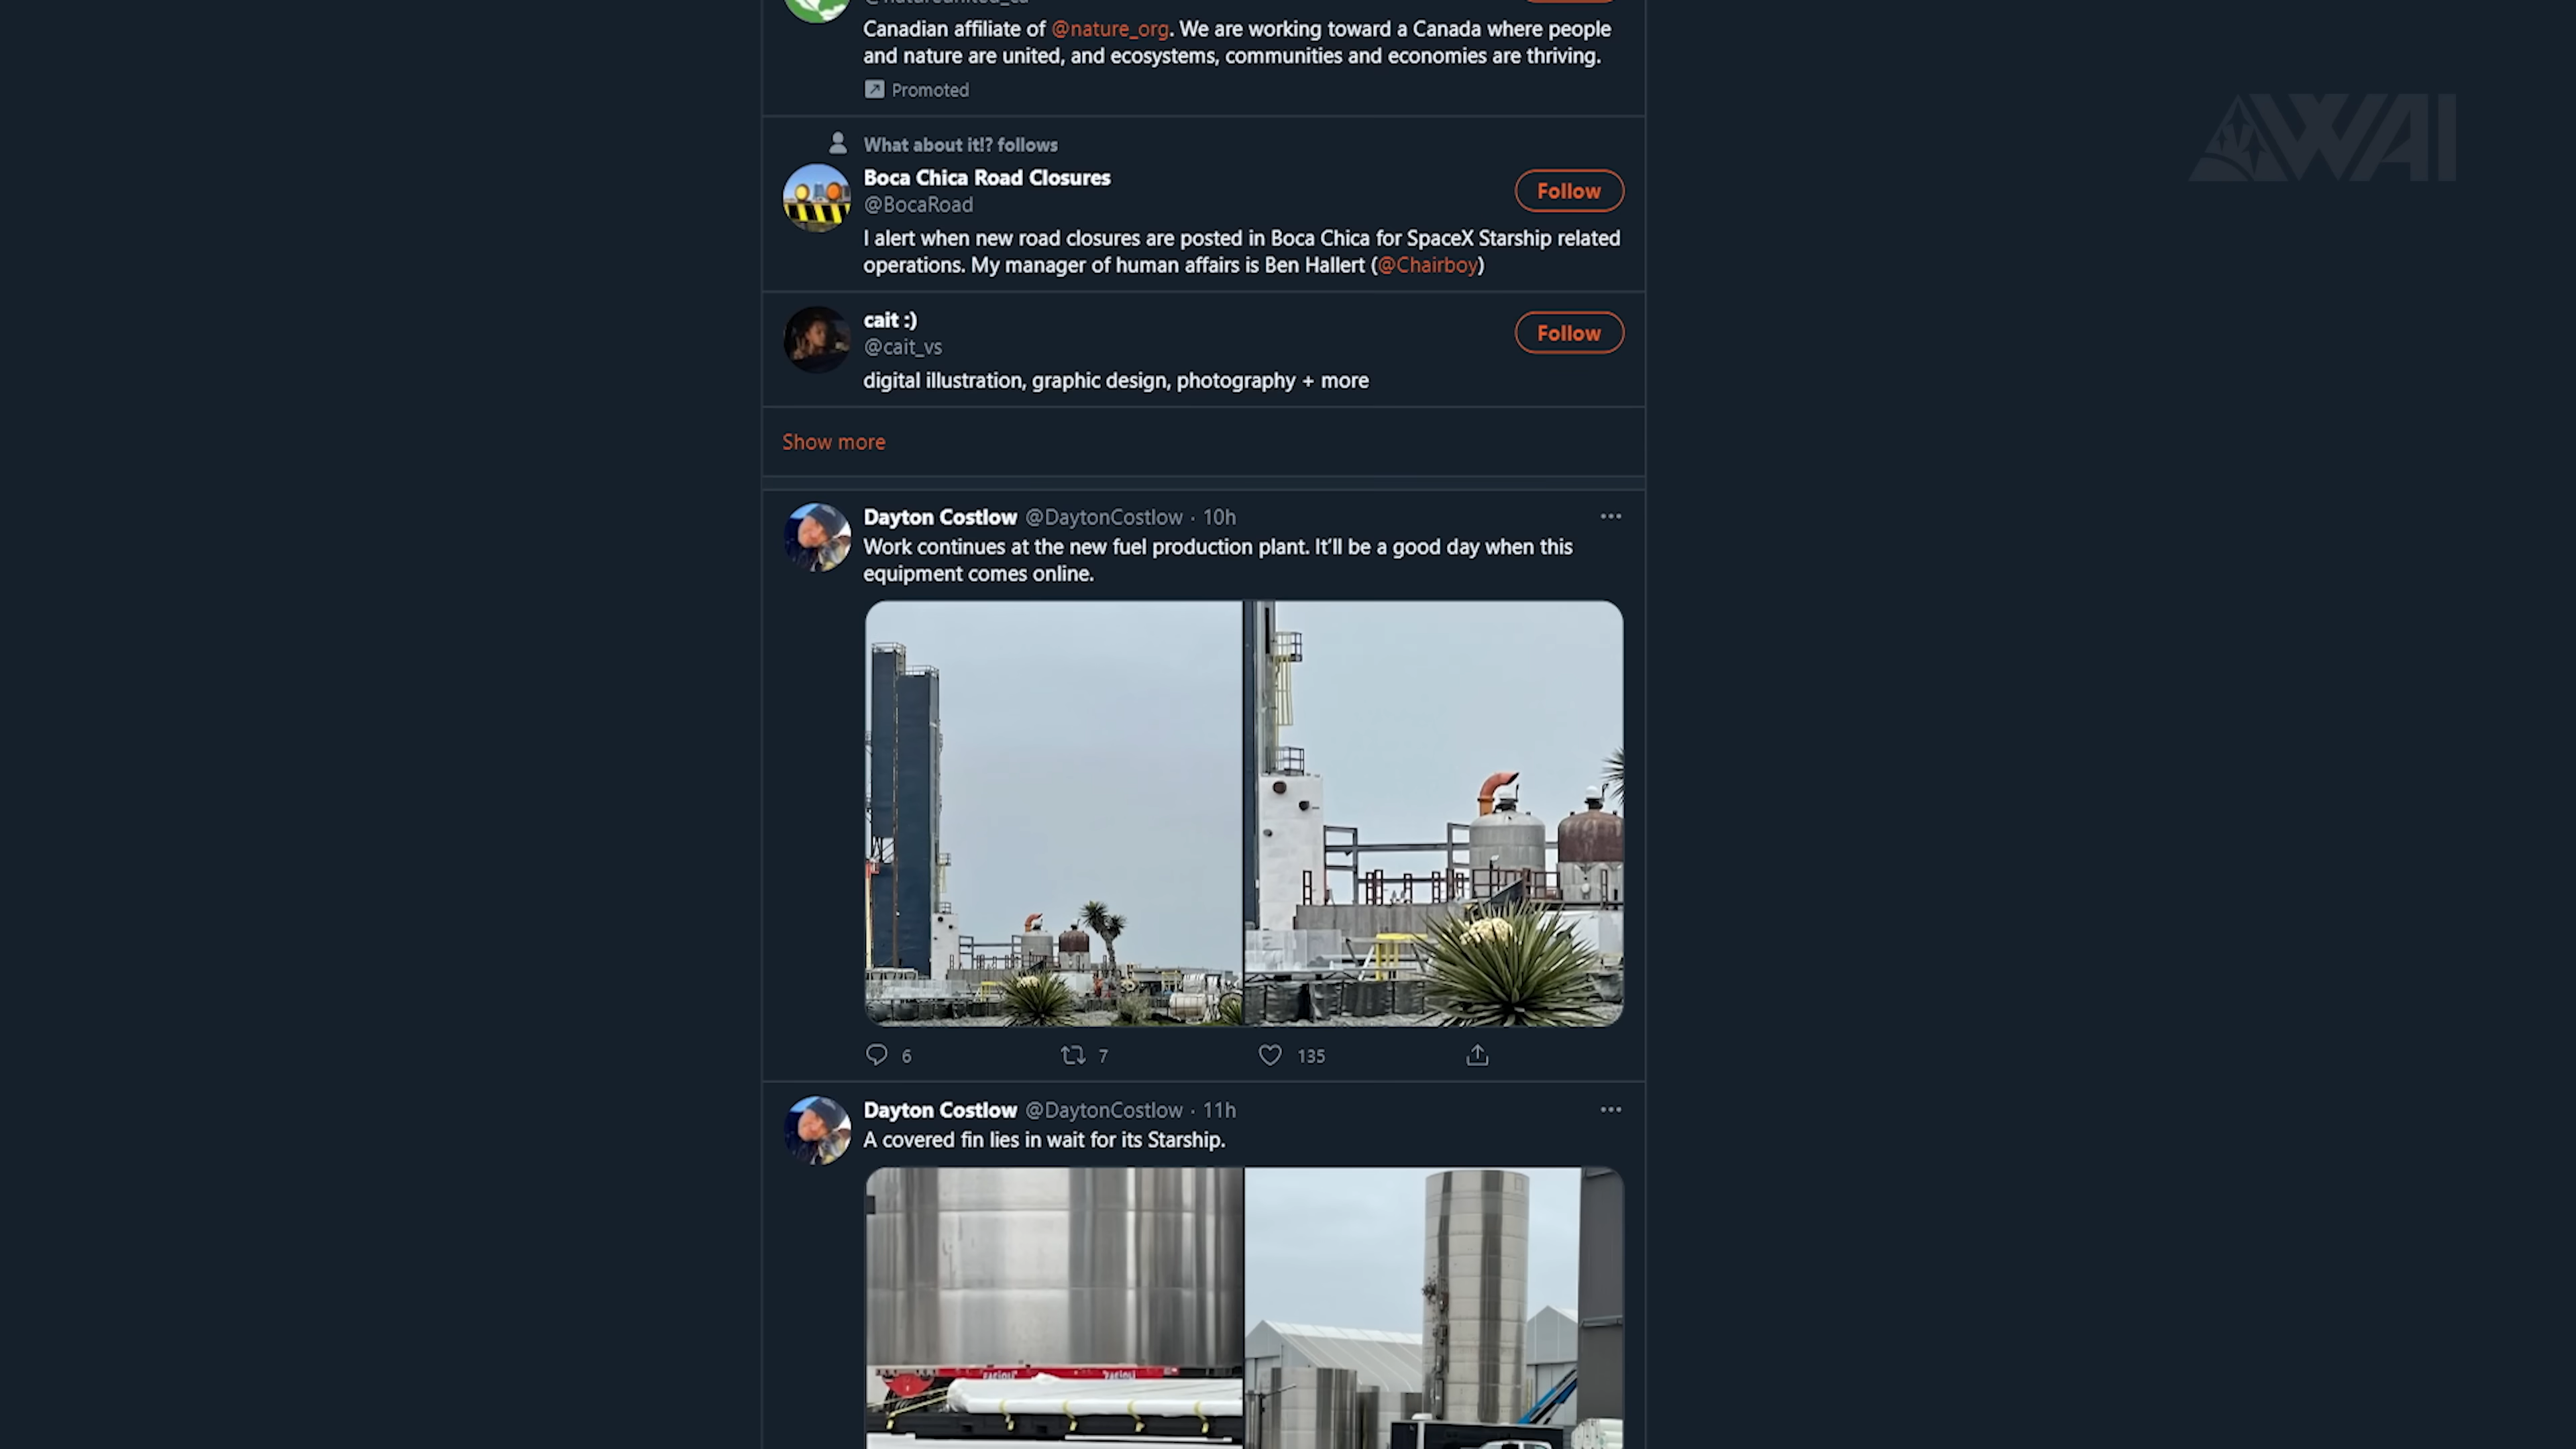 Canadian affiliate of @nature_org. We are working toward a Canada where people
and nature are united, and ecosystems, communities and economies are thriving.
Promoted
WAI
What about it!? follows
Boca Chica Road Closures
@BocaRoad
Follow
I alert when new road closures are posted in Boca Chica for SpaceX Starship related
operations. My manager of human affairs is Ben Hallert (@Chairboy)
cait :)
@cait_vs
Follow
digital illustration, graphic design, photography + more
Show more
Dayton Costlow @DaytonCostlow · 10h
Work continues at the new fuel production plant. It’ll be a good day when this
equipment comes online.
6 7 135
Dayton Costlow @DaytonCostlow · 11h
A covered fin lies in wait for its Starship.